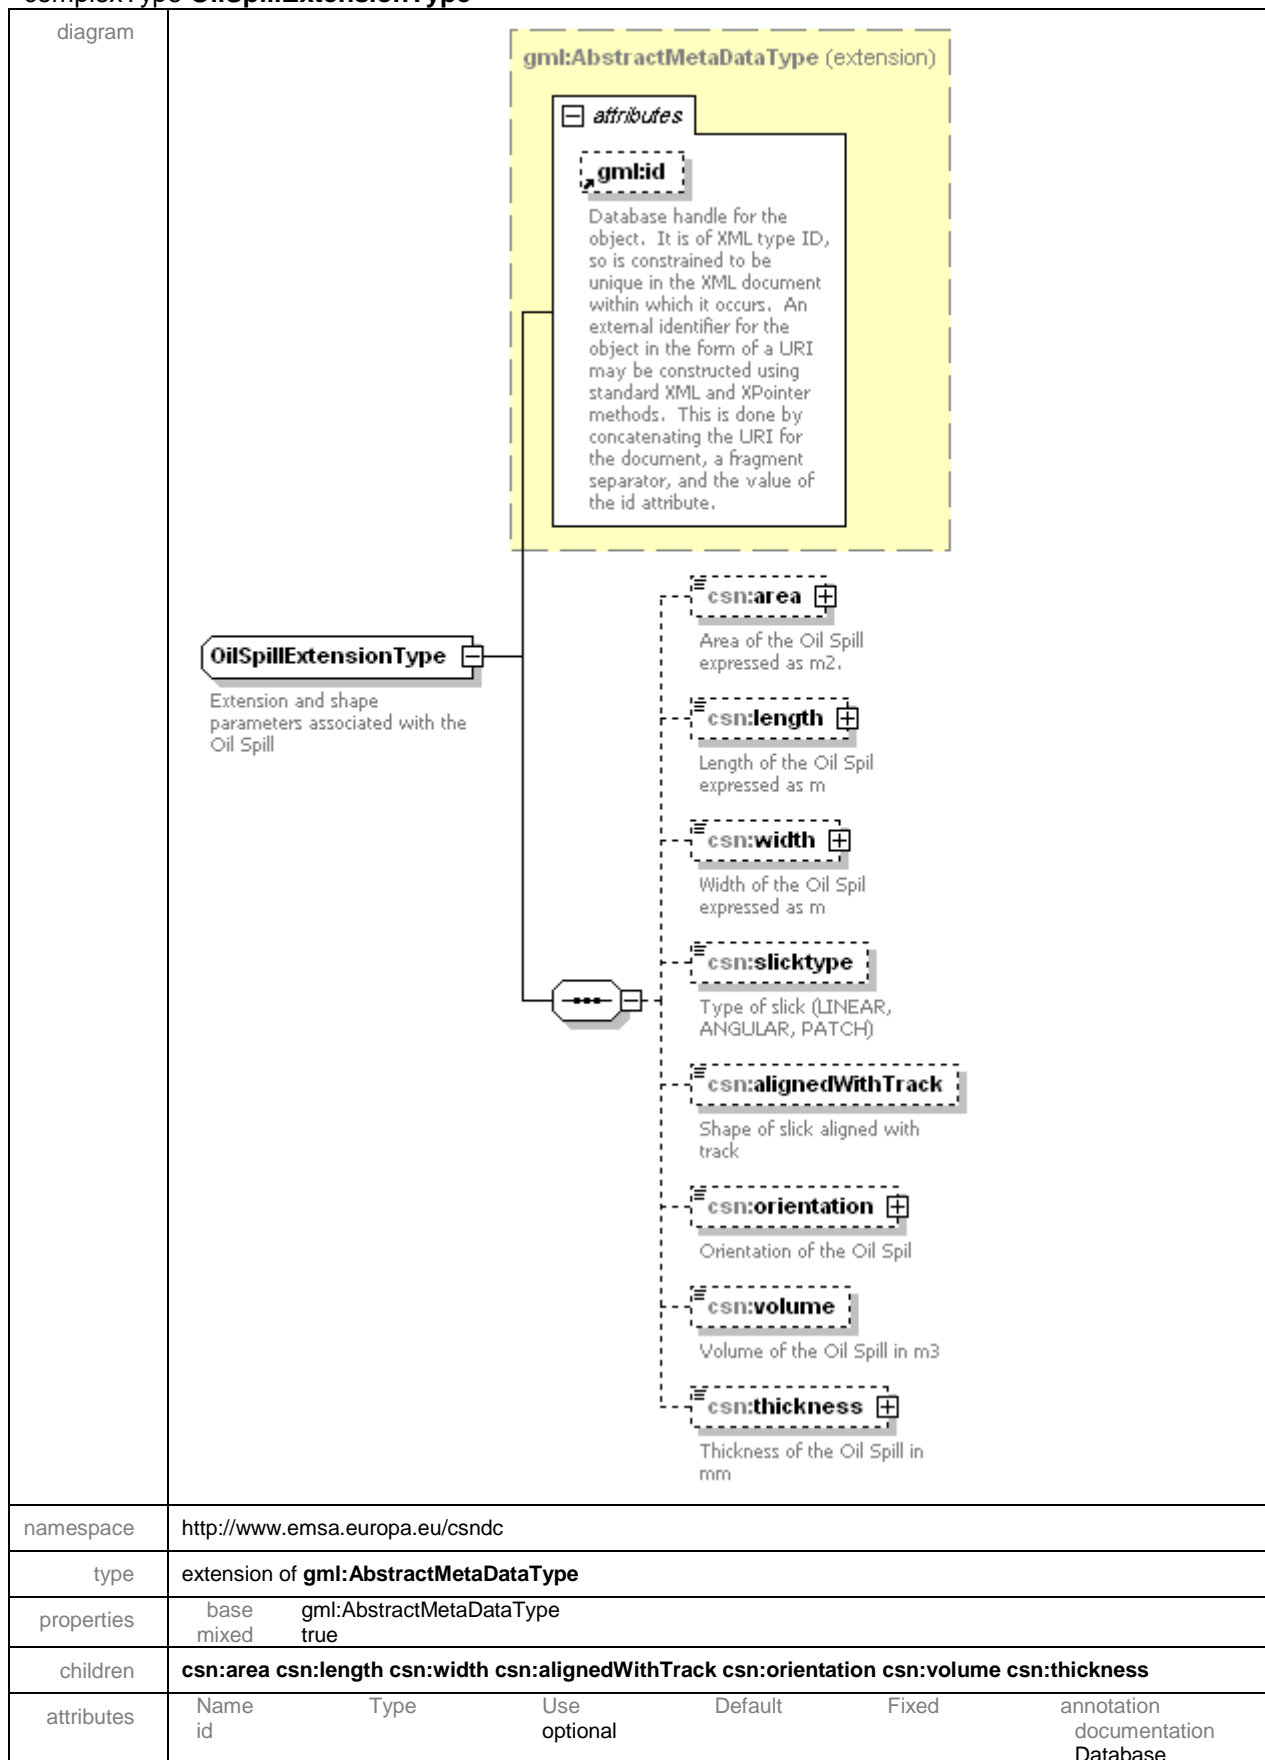 complexType OilSpillExtensionType
diagram
gml:AbstractMetaDataType (extension)
attributes
gml:id
Database handle for the
object. It is of XML type ID,
so is constrained to be
unique in the XML document
within which it occurs. An
external identifier for the
object in the form of a URI
may be constructed using
standard XML and XPointer
methods. This is done by
concatenating the URI for
the document, a fragment
separator, and the value of
the id attribute.
OilSpillExtensionType
Extension and shape
parameters associated with the
Oil Spill
csn:area
Area of the Oil Spill
expressed as m2.
csn:length
Length of the Oil Spil
expressed as m
csn:width
Width of the Oil Spil
expressed as m
csn:slicktype
Type of slick (LINEAR,
ANGULAR, PATCH)
csn:alignedWithTrack
Shape of slick aligned with
track
csn:orientation
Orientation of the Oil Spil
csn:volume
Volume of the Oil Spill in m3
csn:thickness
Thickness of the Oil Spill in
mm
namespace http://www.emsa.europa.eu/csndc
type extension of gml:AbstractMetaDataType
properties base gml:AbstractMetaDataType
mixed true
children csn:area csn:length csn:width csn:alignedWithTrack csn:orientation csn:volume csn:thickness
attributes Name Type Use Default Fixed annotation
id optional documentation
Database